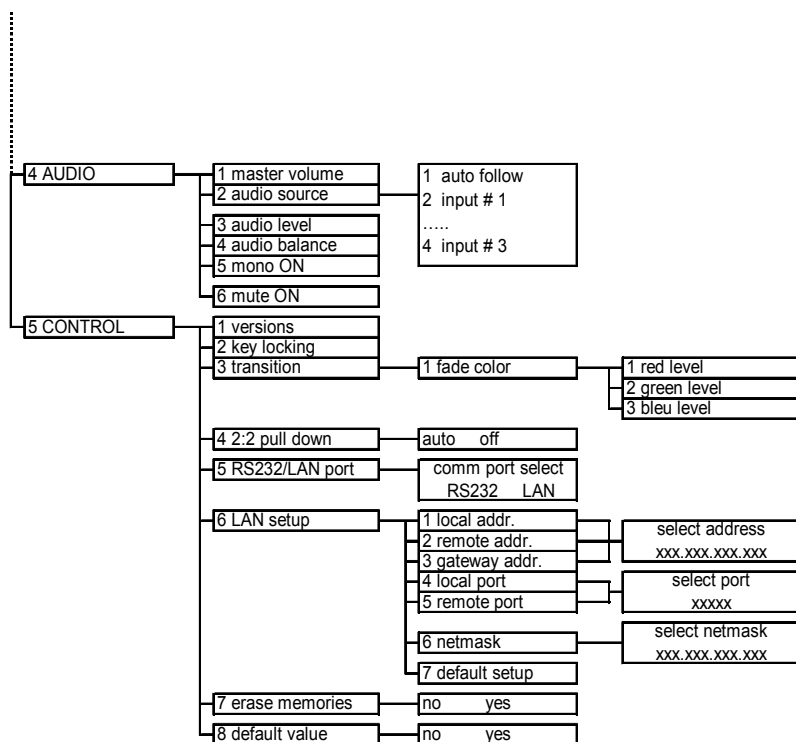 4 AUDIO
1 master volume
2 audio source
3 audio level
4 audio balance
5 mono ON
6 mute ON
1 auto follow
2 input # 1
.....
4 input # 3
5 CONTROL
1 versions
2 key locking
3 transition
1 fade color
1 red level
2 green level
3 bleu level
4 2:2 pull down
auto off
5 RS232/LAN port
comm port select
RS232 LAN
6 LAN setup
1 local addr.
2 remote addr.
3 gateway addr.
4 local port
5 remote port
6 netmask
7 default setup
select address
xxx.xxx.xxx.xxx
select port
xxxxx
select netmask
xxx.xxx.xxx.xxx
7 erase memories
no yes
8 default value
no yes